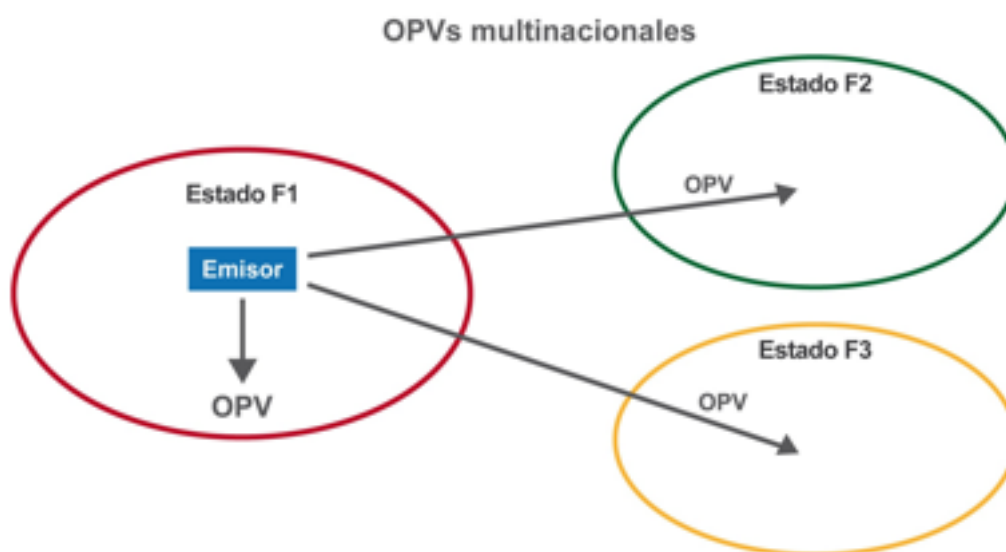 OPVs multinacionales
Estado F2
OPV
Estado F1
Emisor
OPV
Estado F3
OPV